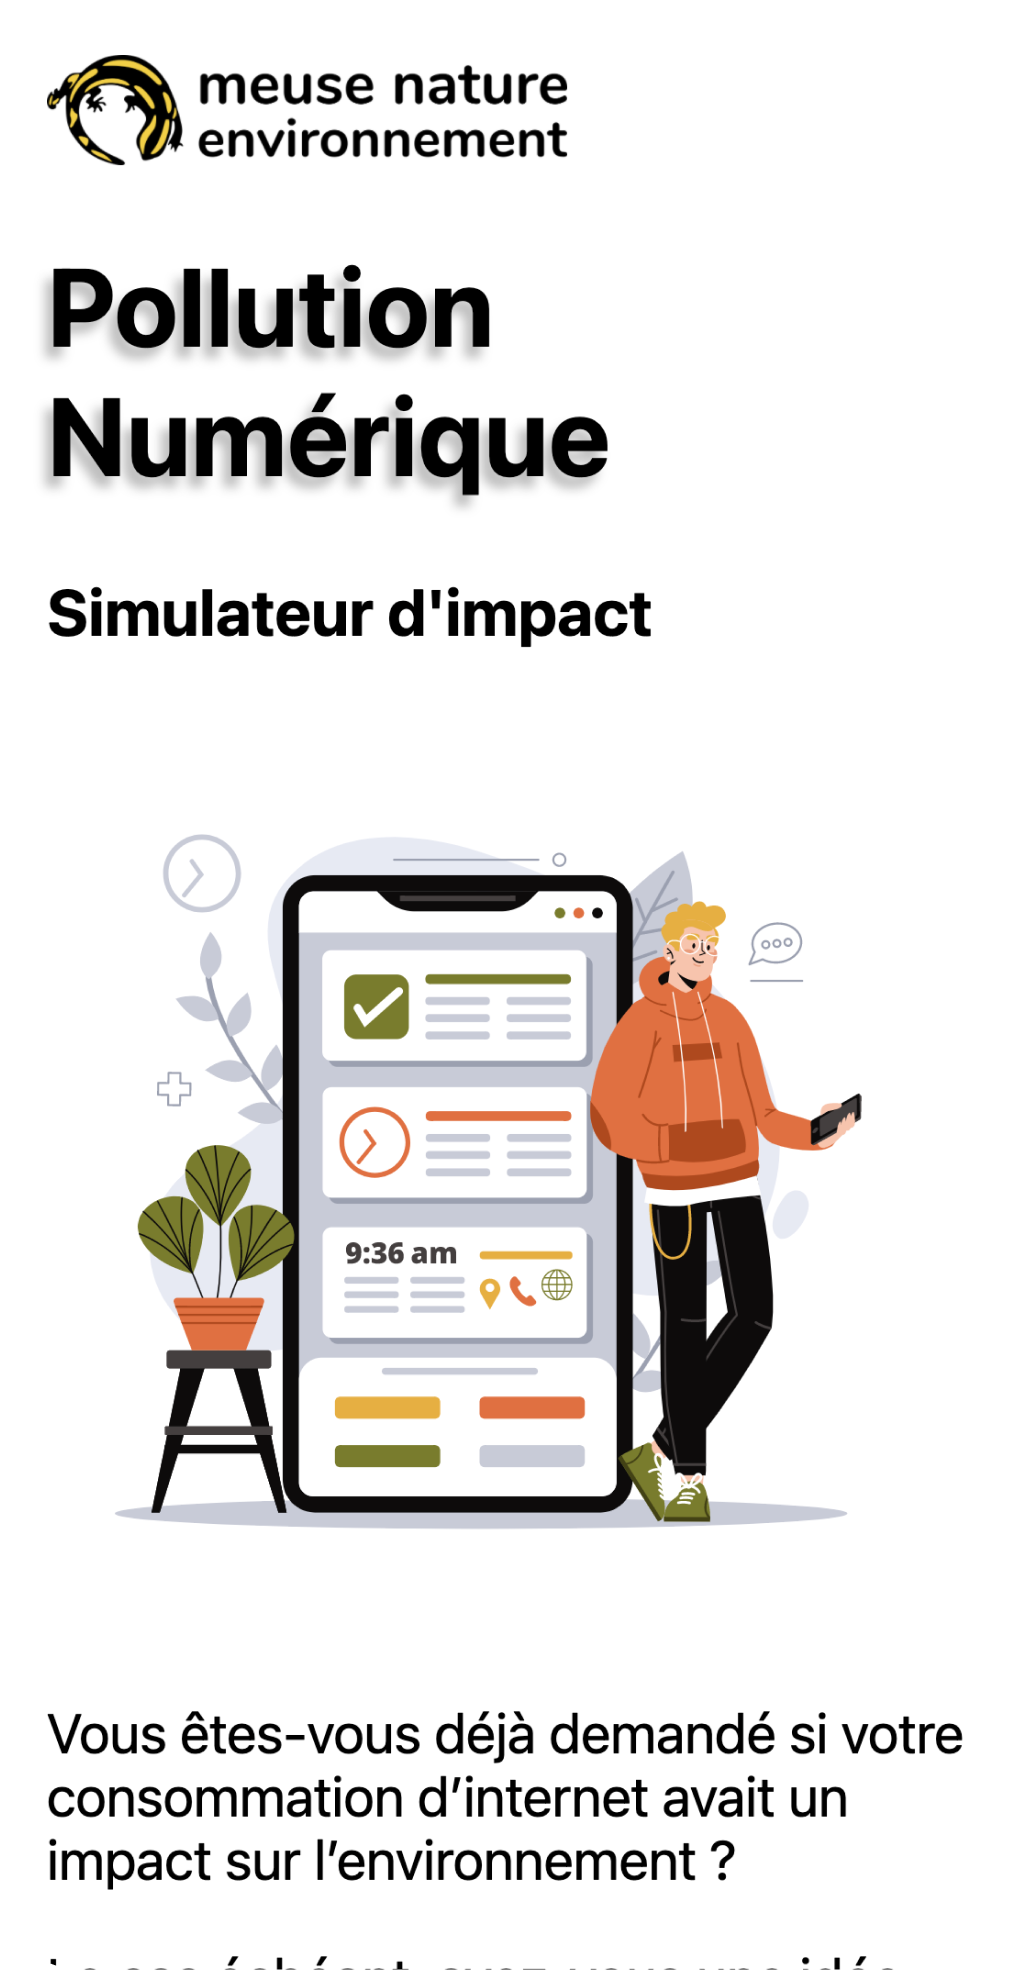 meuse nature
environnement
Pollution
Numérique
Simulateur d'impact
9:36 am
Vous êtes-vous déjà demandé si votre
consommation d’internet avait un
impact sur l’environnement ?